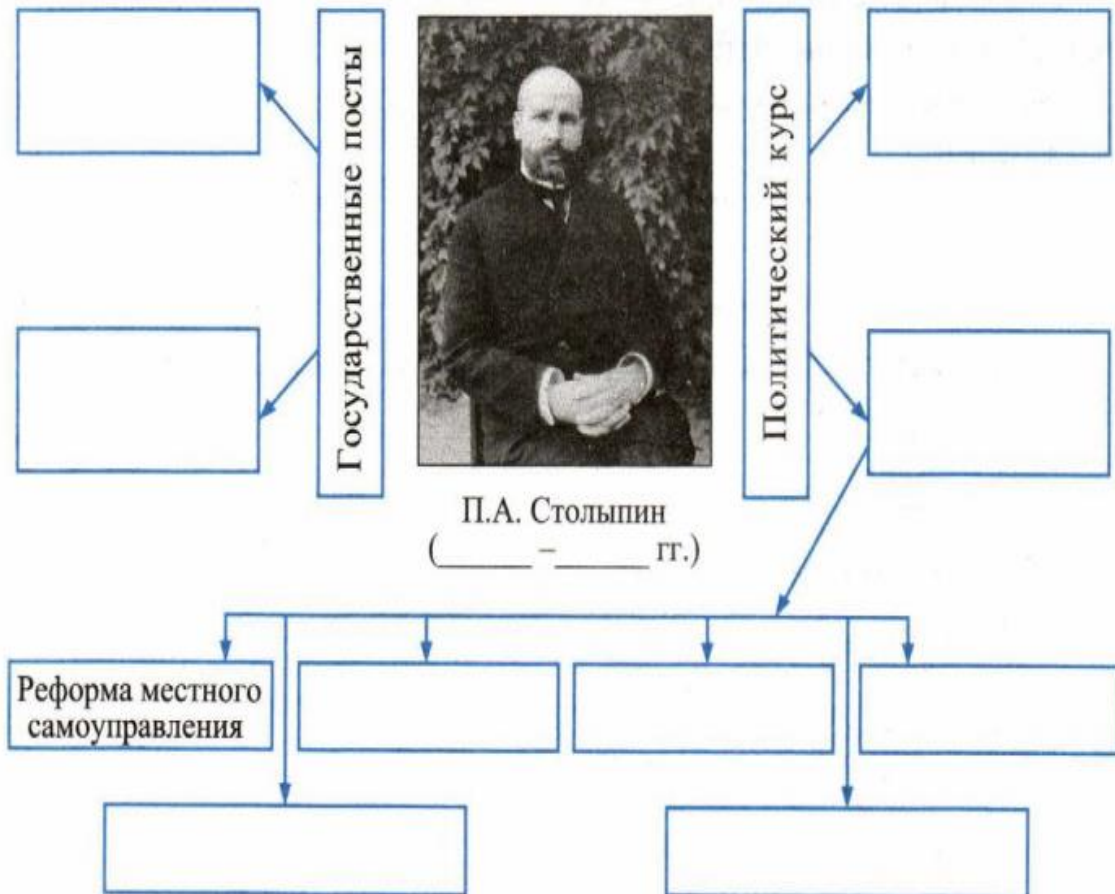 Государственные посты
Политический курс
П.А. Столыпин
(______ –______ гг.)
Реформа местного
самоуправления